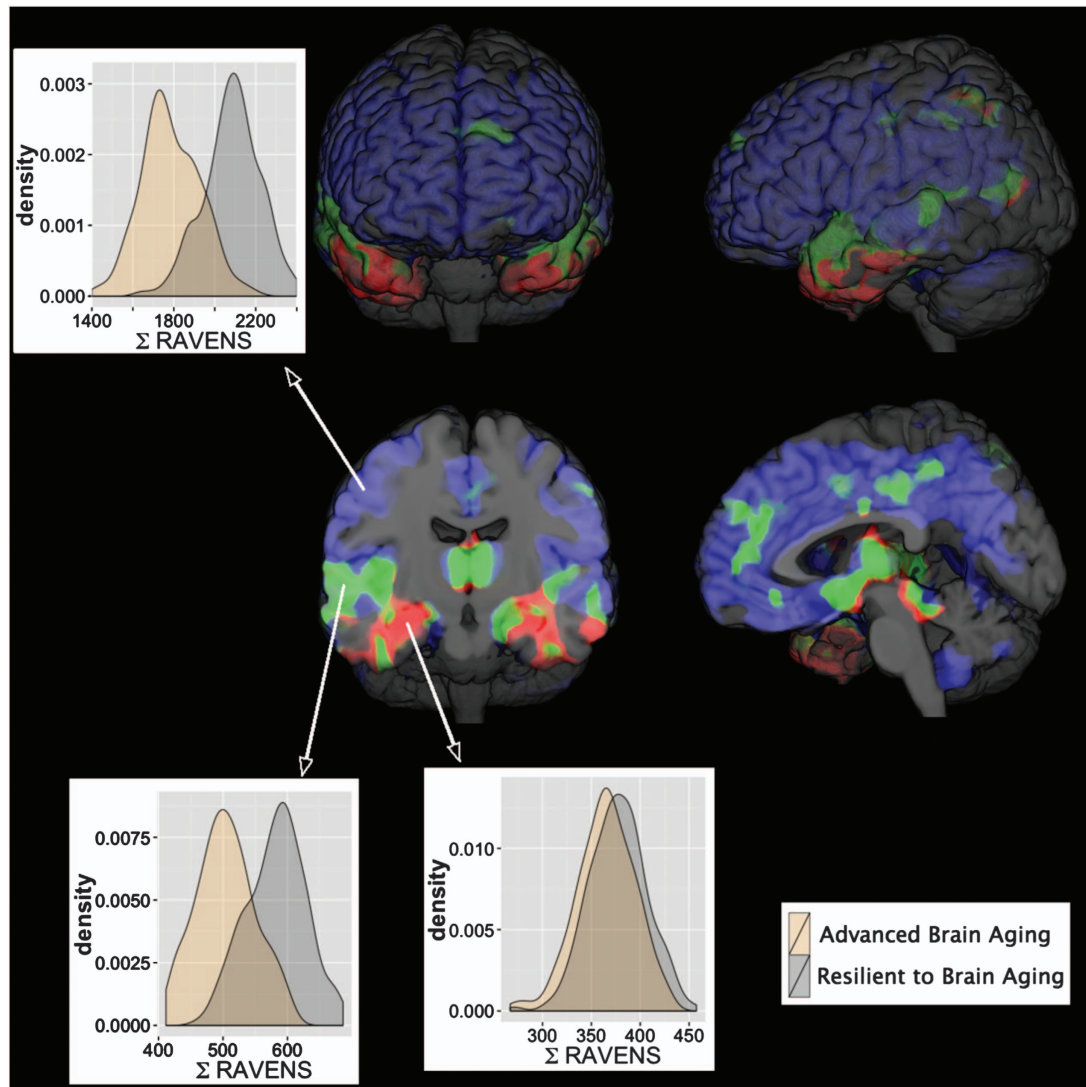 0.003
0.002
0.001
0.000
density
1400 1800 2200
Σ RAVENS
0.0075
0.0050
0.0025
0.0000
density
400 500 600
Σ RAVENS
0.010
0.005
0.000
density
300 350 400 450
Σ RAVENS
Advanced Brain Aging
Resilient to Brain Aging